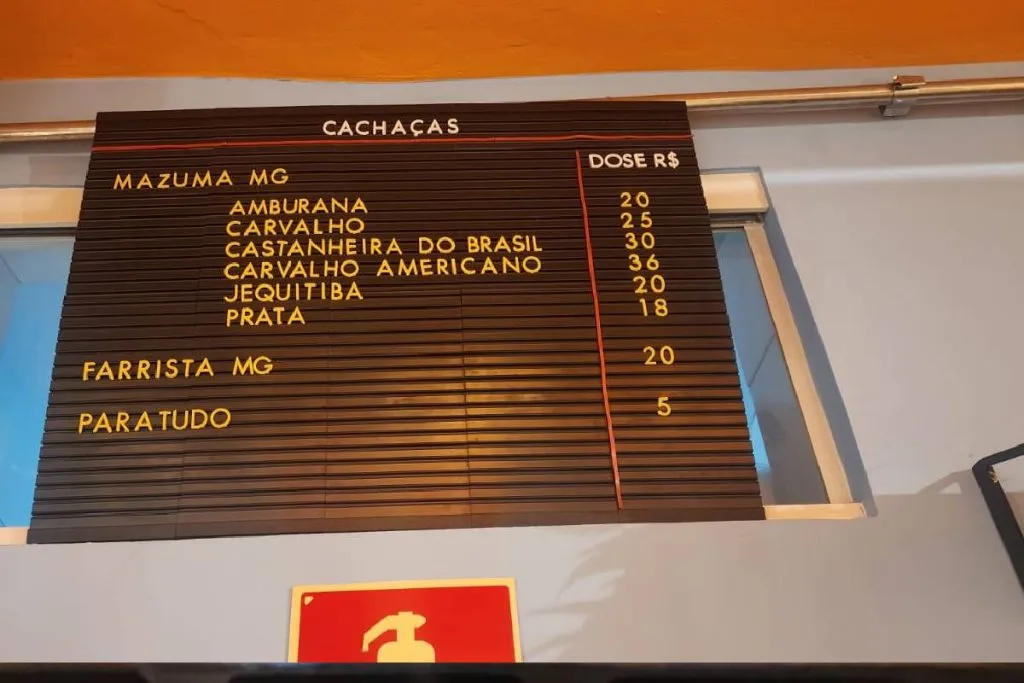 CACHAÇAS
DOSE R$
MAZUMA MG
AMBURANA 20
CARVALHO 25
CASTANHEIRA DO BRASIL 30
CARVALHO AMERICANO 36
JEQUITIBA 20
PRATA 18
FARRISTA MG 20
PARATUDO 5